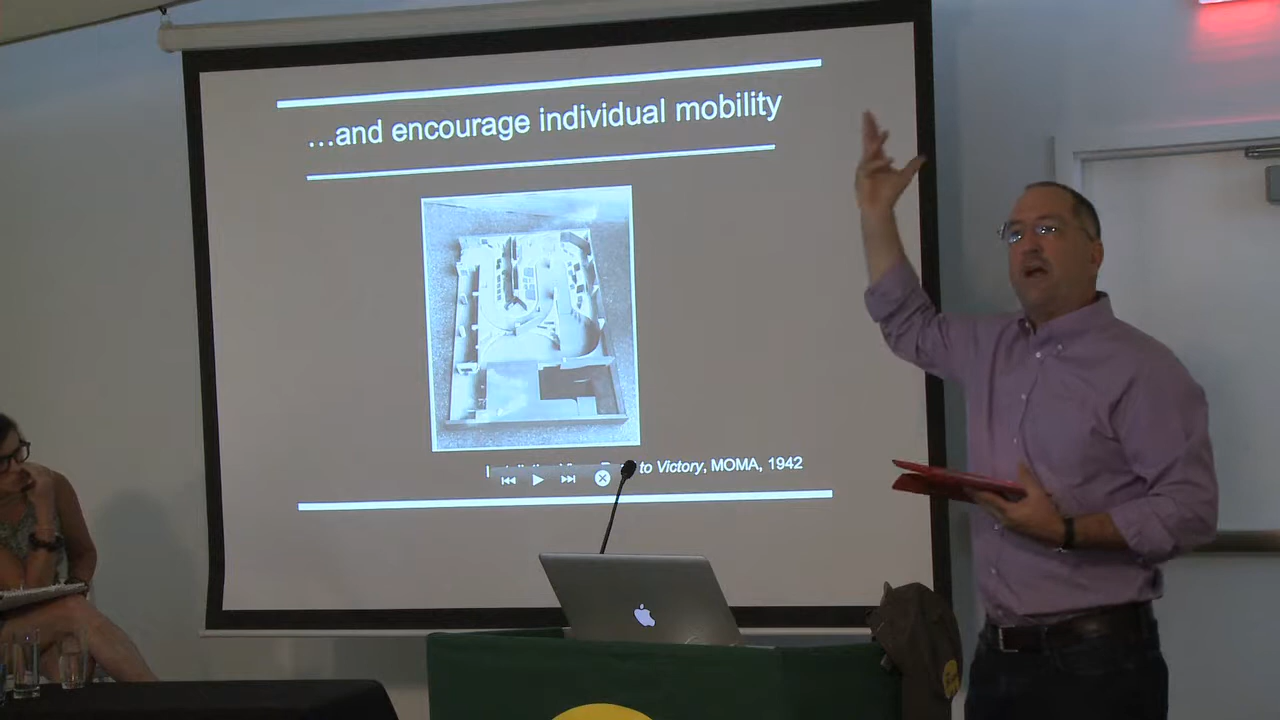 …and encourage individual mobility
to Victory, MOMA, 1942